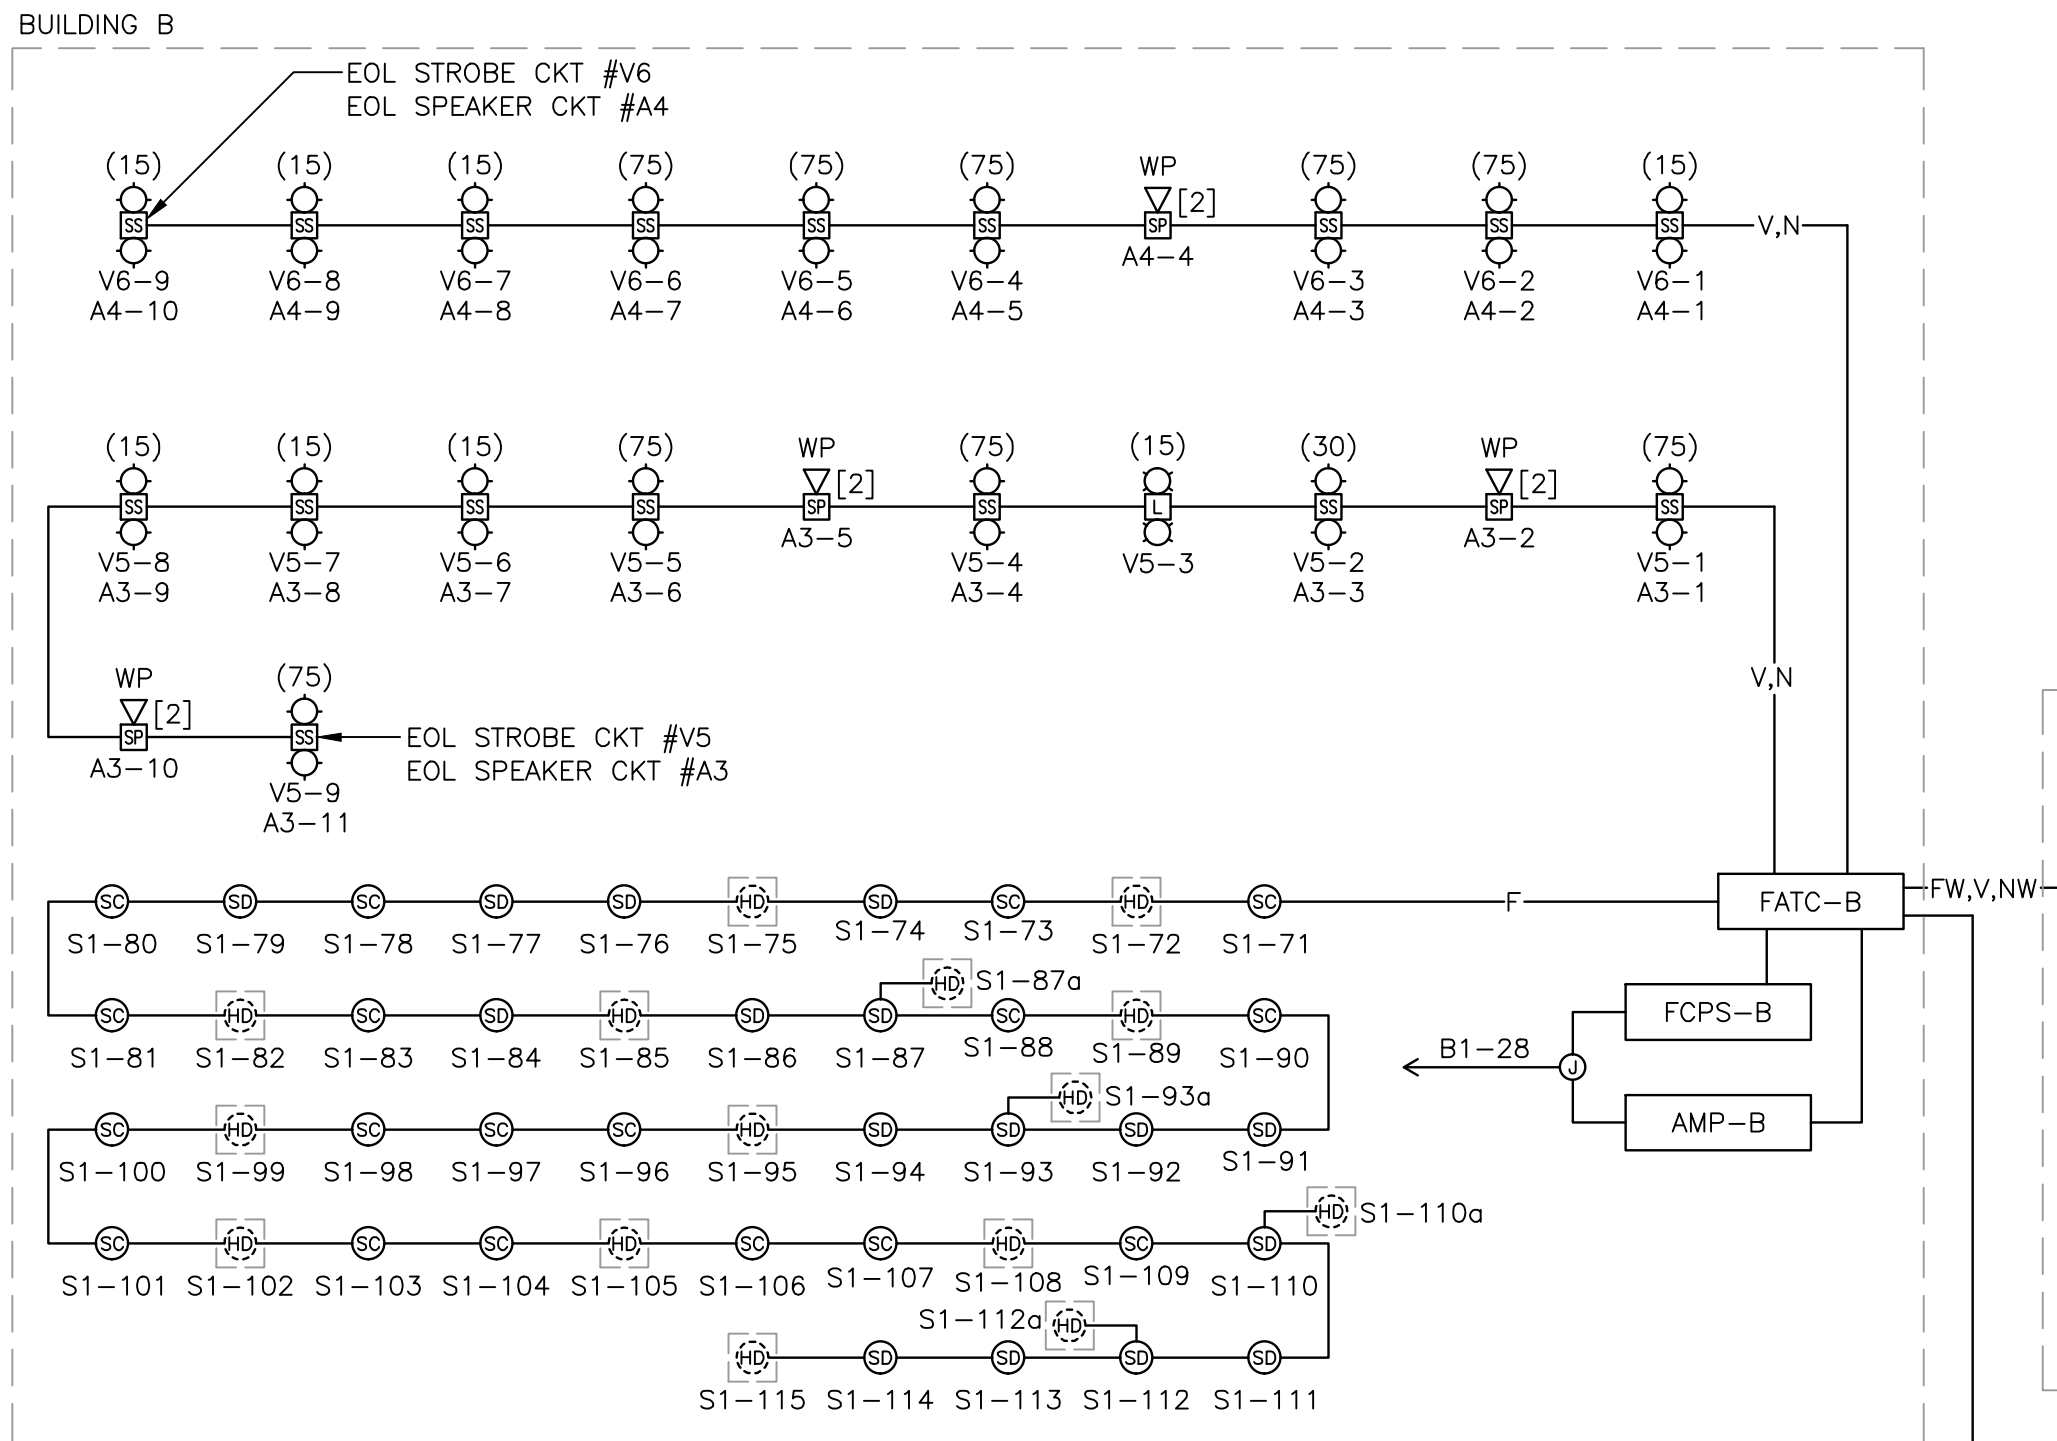 BUILDING B
EOL STROBE CKT #V6
EOL SPEAKER CKT #A4
(15) (15) (15) (75) (75) (75) WP (75) (75) (15)
[2]
SS SS SS SS SS SS SP SS SS SS V,N
A4-4
V6-9 V6-8 V6-7 V6-6 V6-5 V6-4 V6-3 V6-2 V6-1
A4-10 A4-9 A4-8 A4-7 A4-6 A4-5 A4-3 A4-2 A4-1
(15) (15) (15) (75) WP (75) (15) (30) WP (75)
[2] [2]
SS SS SS SS SP SS L SS SP SS
A3-5 A3-2
V5-8 V5-7 V5-6 V5-5 V5-4 V5-3 V5-2 V5-1
A3-9 A3-8 A3-7 A3-6 A3-4 A3-3 A3-1
WP (75) V,N
[2]
SP SS EOL STROBE CKT #V5
A3-10 EOL SPEAKER CKT #A3
V5-9
A3-11
SC SD SC SD SD HD SD SC HD SC F FATC-B FW,V,NW
S1-80 S1-79 S1-78 S1-77 S1-76 S1-75 S1-74 S1-73 S1-72 S1-71
HD S1-87a
SC HD SC SD HD SD SD SC HD SC FCPS-B
S1-81 S1-82 S1-83 S1-84 S1-85 S1-86 S1-87 S1-88 S1-89 S1-90
B1-28
J
HD S1-93a
SC HD SC SC SC HD SD SD SD SD AMP-B
S1-100 S1-99 S1-98 S1-97 S1-96 S1-95 S1-94 S1-93 S1-92 S1-91
HD S1-110a
SC HD SC SC HD SC SC HD SC SD
S1-101 S1-102 S1-103 S1-104 S1-105 S1-106 S1-107 S1-108 S1-109 S1-110
S1-112a HD
HD SD SD SD SD
S1-115 S1-114 S1-113 S1-112 S1-111